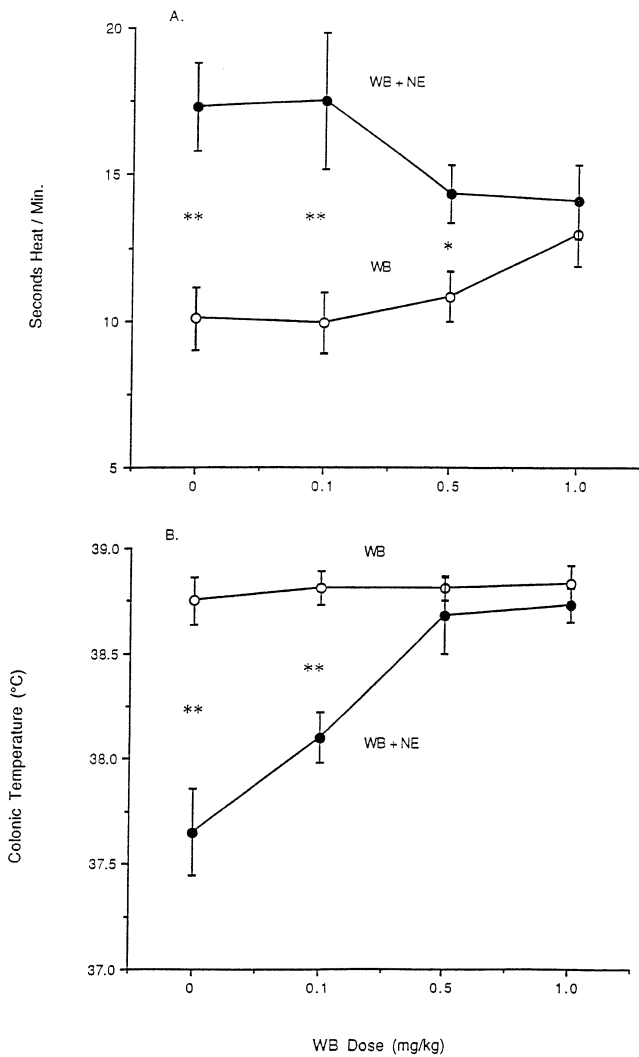 A.
20
15
10
5
Seconds Heat / Min.
WB + NE
** ** *
WB
0 0.1 0.5 1.0
B.
39.0
38.5
38.0
37.5
37.0
Colonic Temperature (°C)
WB
**
**
WB + NE
0 0.1 0.5 1.0
WB Dose (mg/kg)